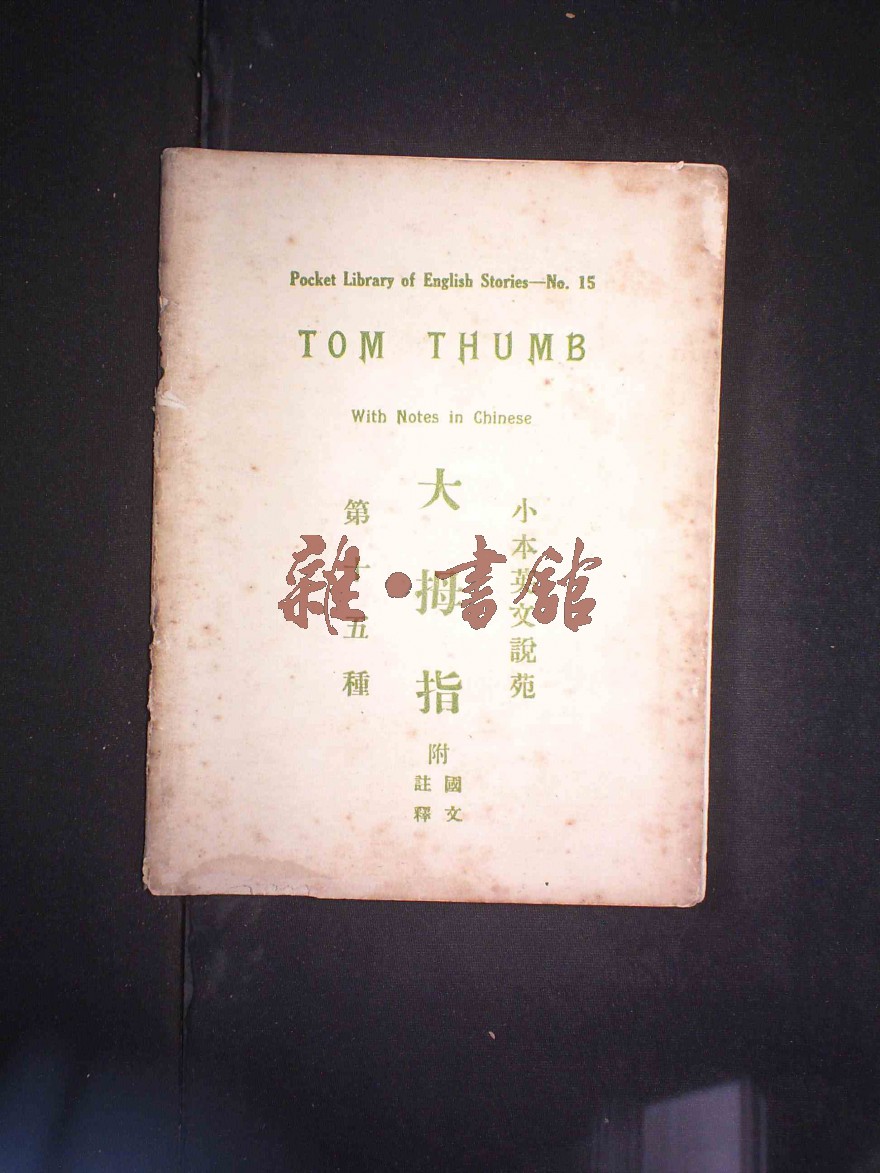 Pocket Library of English Stories—No. 15
TOM THUMB
With Notes in Chinese
小本英文說苑
大拇指
附國文註釋
第十五種
雜·書館